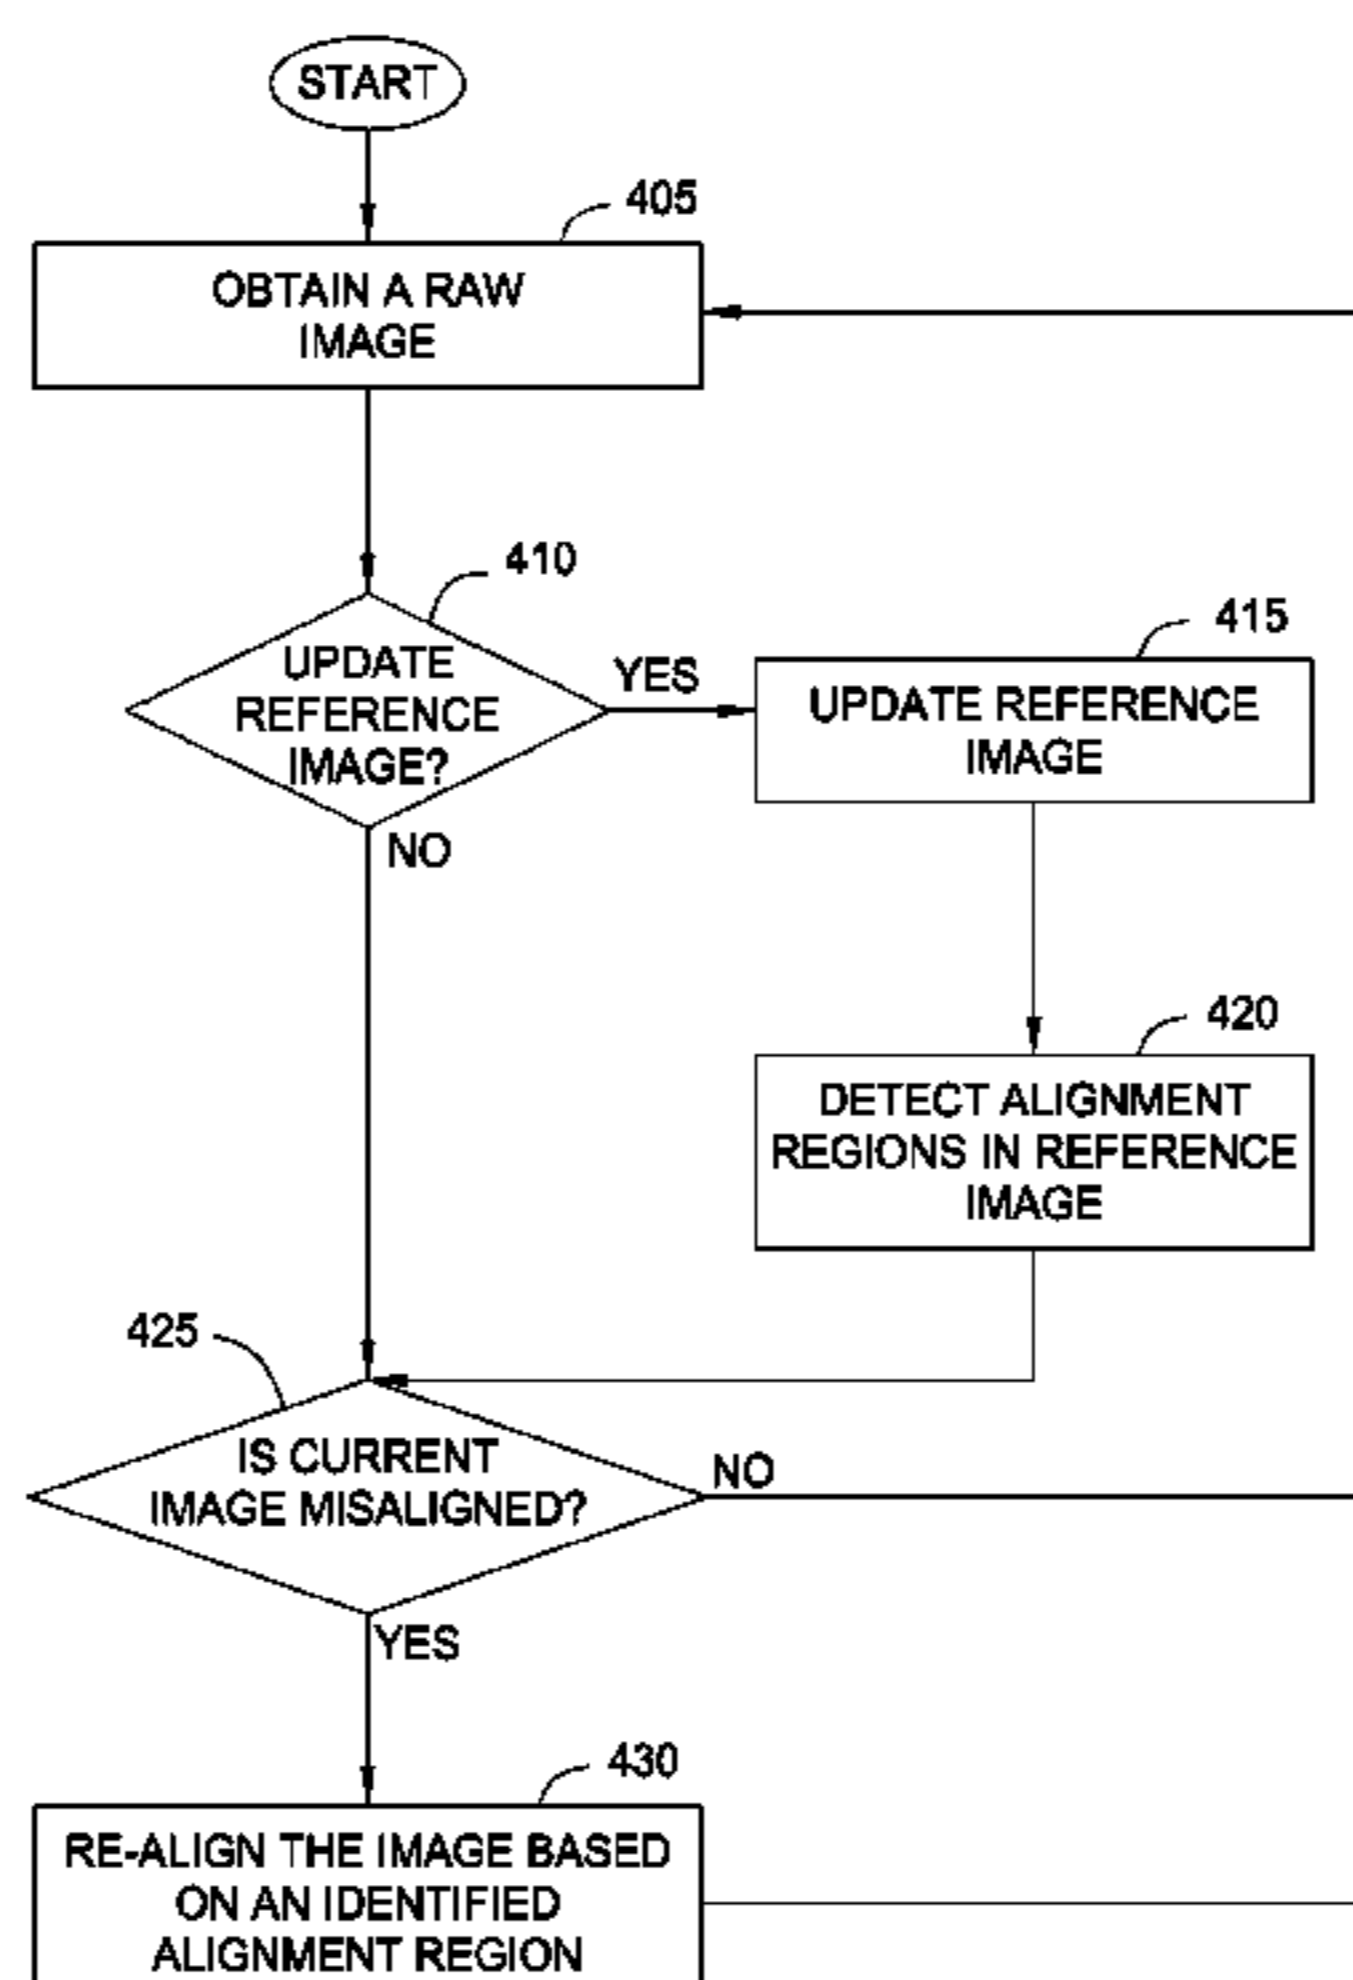 START
405
OBTAIN A RAW
IMAGE
410
UPDATE
REFERENCE
IMAGE?
YES
NO
415
UPDATE REFERENCE
IMAGE
420
DETECT ALIGNMENT
REGIONS IN REFERENCE
IMAGE
425
IS CURRENT
IMAGE MISALIGNED?
NO
YES
430
RE-ALIGN THE IMAGE BASED
ON AN IDENTIFIED
ALIGNMENT REGION